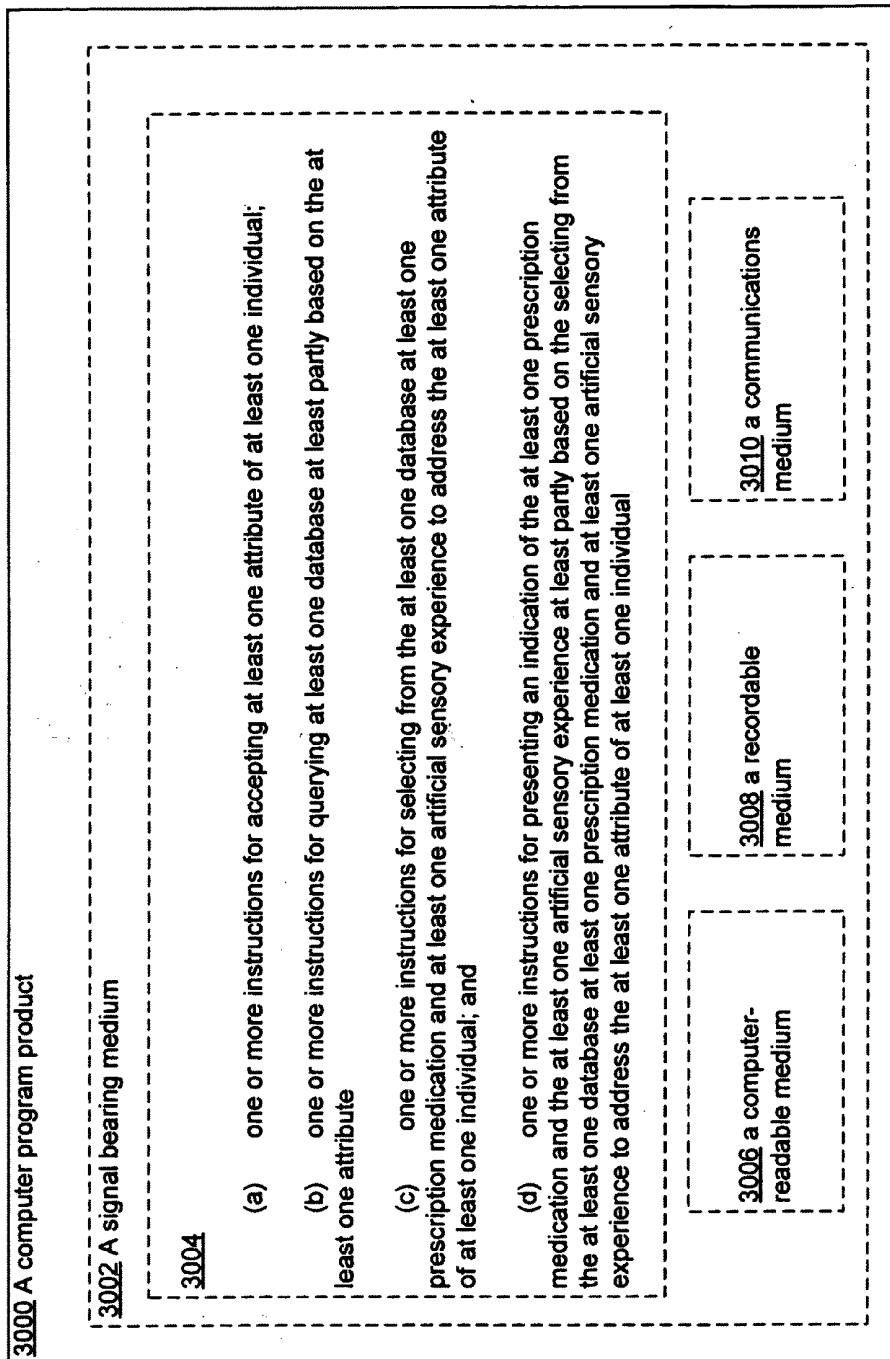 3000 A computer program product
3002 A signal bearing medium
3004
(a) one or more instructions for accepting at least one attribute of at least one individual;
(b) one or more instructions for querying at least one database at least partly based on the at
least one attribute
(c) one or more instructions for selecting from the at least one database at least one
prescription medication and at least one artificial sensory experience to address the at least one attribute
of at least one individual; and
(d) one or more instructions for presenting an indication of the at least one prescription
medication and the at least one artificial sensory experience at least partly based on the selecting from
the at least one database at least one prescription medication and at least one artificial sensory
experience to address the at least one attribute of at least one individual
3006 a computer-
readable medium
3008 a recordable
medium
3010 a communications
medium